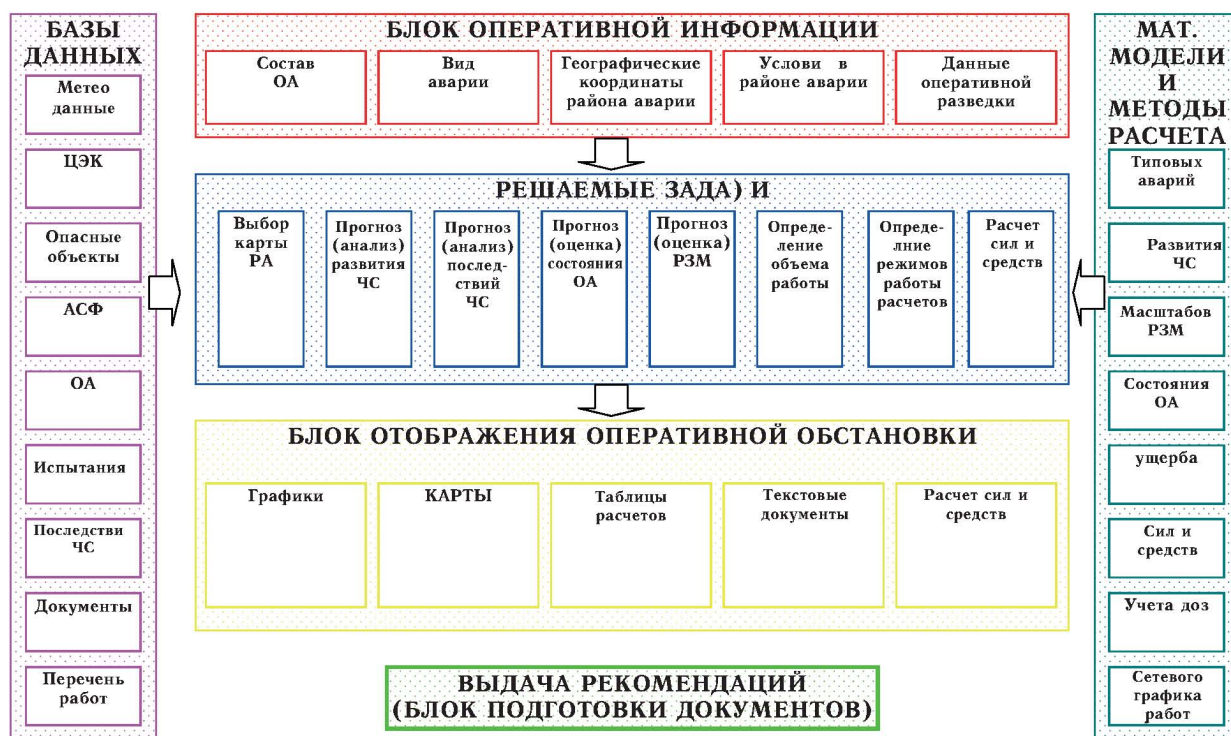 БАЗЫ
ДАННЫХ
Метео
данные
ЦЭК
Опасные
объекты
АСФ
ОА
Испытания
Последстви
ЧС
Документы
Перечень
работ
БЛОК ОПЕРАТИВНОЙ ИНФОРМАЦИИ
Состав
ОА
Вид
аварии
Географические
координаты
района аварии
Услови в
районе аварии
Данные
оперативной
разведки
РЕШАЕМЫЕ ЗАДА) И
Выбор
карты
РА
Прогноз
(анализ)
развития
ЧС
Прогноз
(анализ)
послед-
ствий
ЧС
Прогноз
(оценка)
состояния
ОА
Прогноз
(оценка)
РЗМ
Опреде-
ление
объема
работы
Опреде-
лние
режимов
работы
расчетов
Расчет
сил и
средств
БЛОК ОТОБРАЖЕНИЯ ОПЕРАТИВНОЙ ОБСТАНОВКИ
Графики
КАРТЫ
Таблицы
расчетов
Текстовые
документы
Расчет сил и
средств
ВЫДАЧА РЕКОМЕНДАЦИЙ
(БЛОК ПОДГОТОВКИ ДОКУМЕНТОВ)
МАТ.
МОДЕЛИ
И
МЕТОДЫ
РАСЧЕТА
Типовых
аварий
Развития
ЧС
Масштабов
РЗМ
Состояния
ОА
ущерба
Сил и
средств
Учета доз
Сетевого
графика
работ